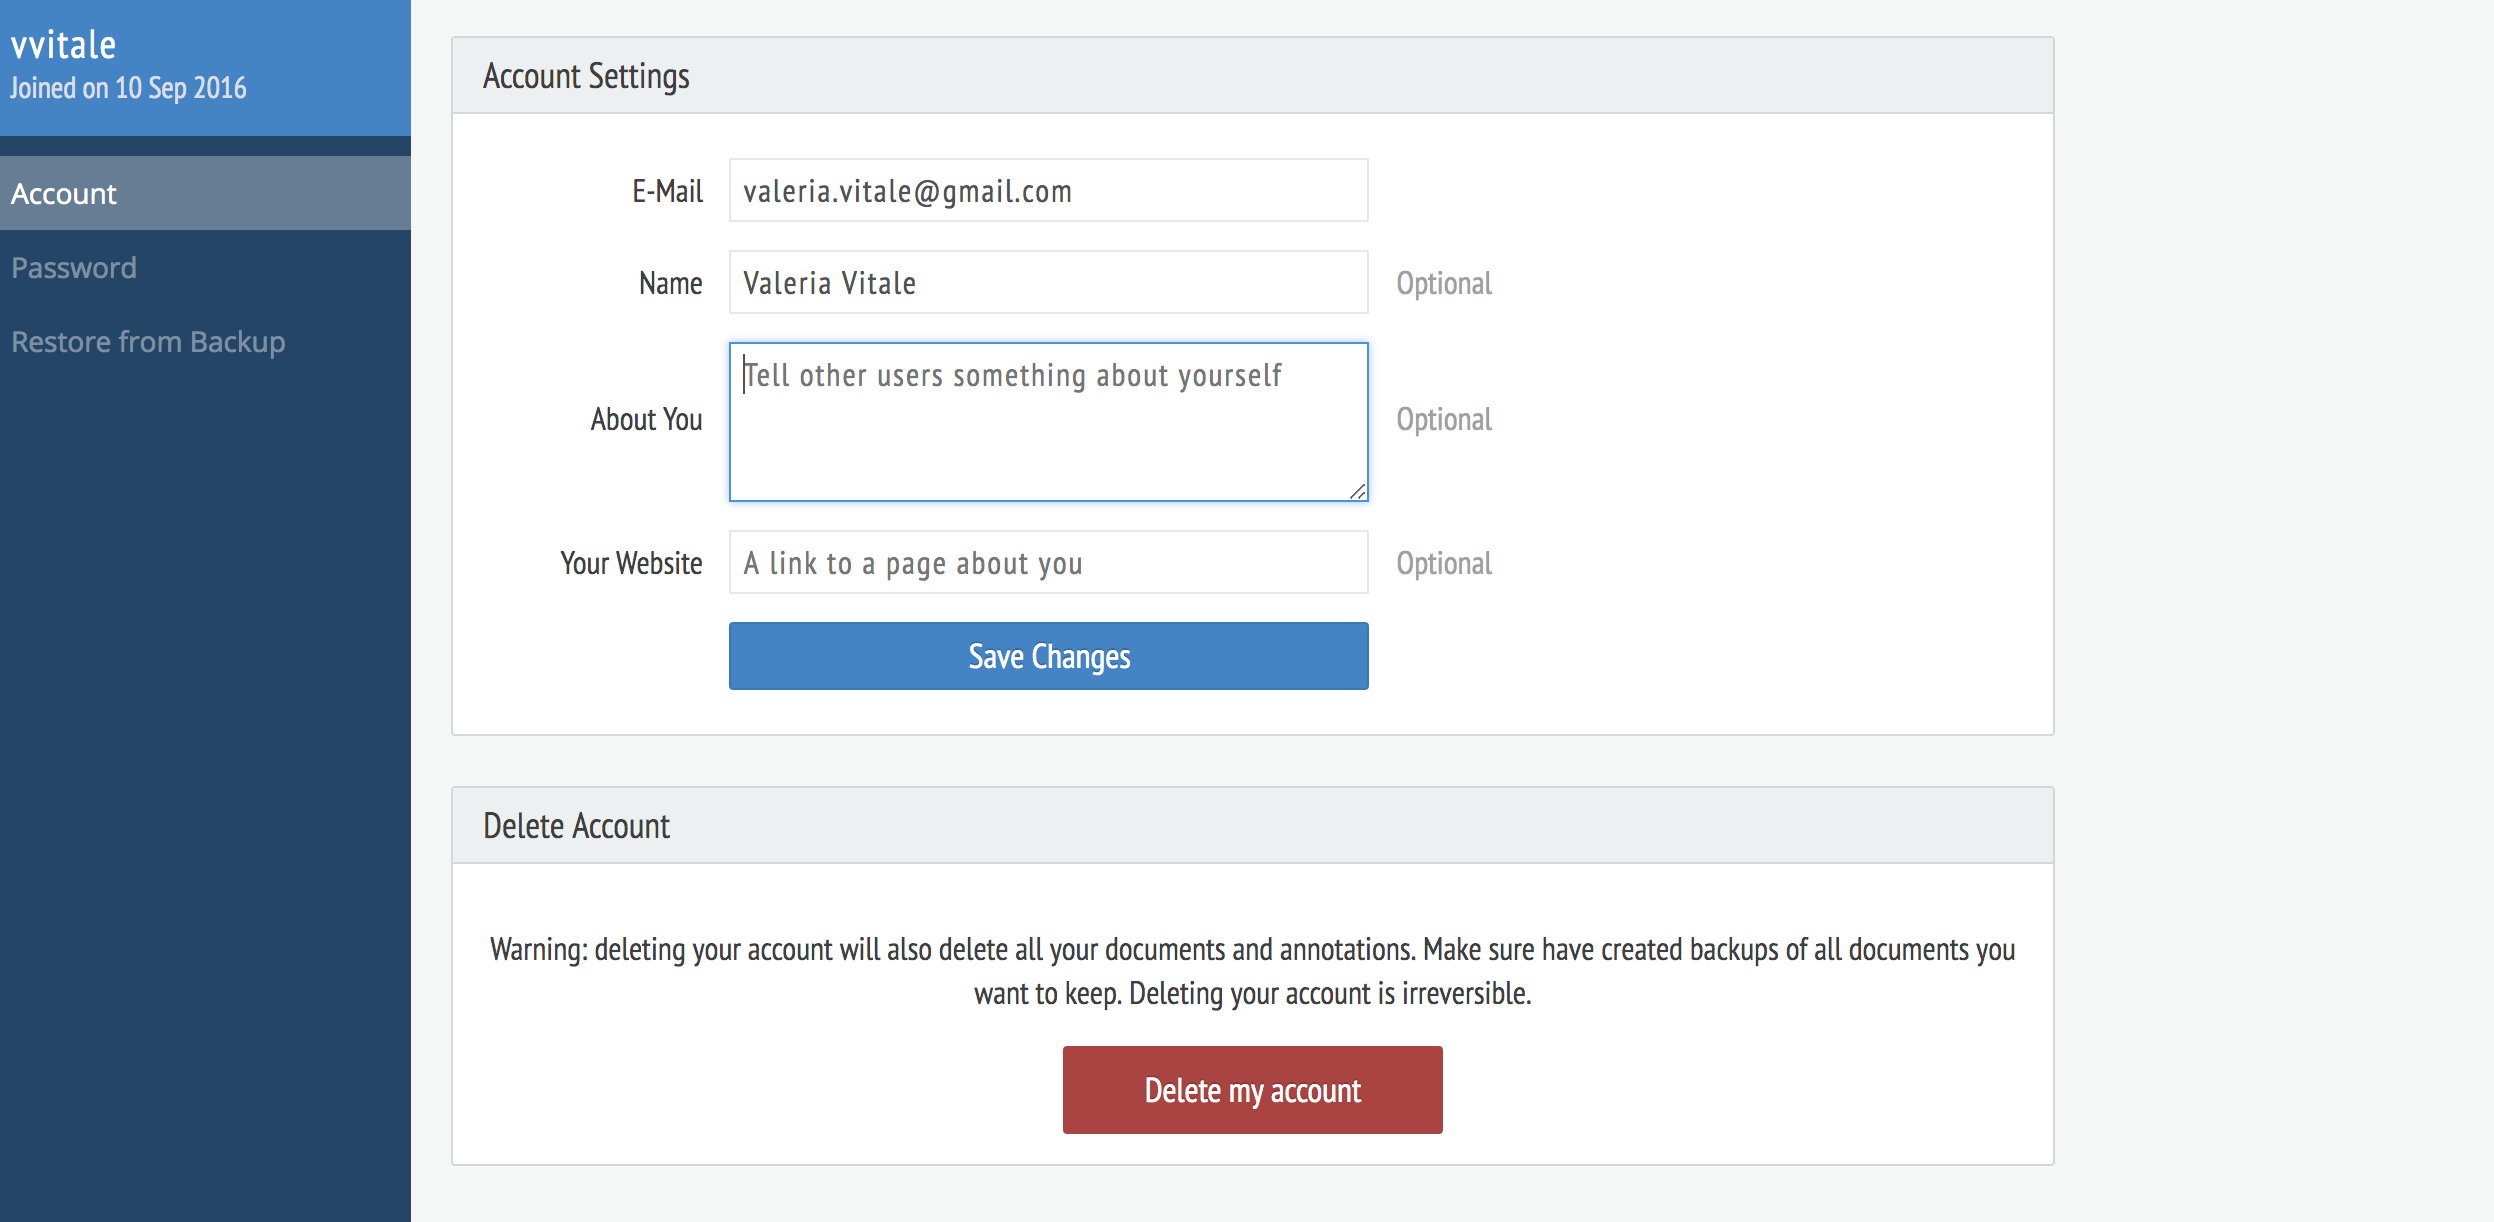 vvitale
Joined on 10 Sep 2016
Account
Password
Restore from Backup
Account Settings
E-Mail valeria.vitale@gmail.com
Name Valeria Vitale Optional
About You Tell other users something about yourself Optional
Your Website A link to a page about you Optional
Save Changes
Delete Account
Warning: deleting your account will also delete all your documents and annotations. Make sure have created backups of all documents you
want to keep. Deleting your account is irreversible.
Delete my account